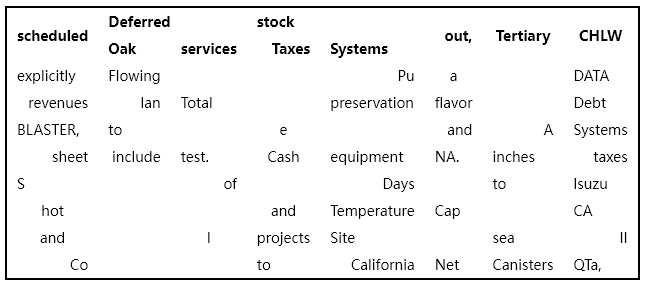 scheduled Deferred Oak services stock Taxes Systems out, Tertiary CHLW
explicitly Flowing Pu a DATA
revenues lan Total preservation flavor Debt
BLASTER, to e and A Systems
sheet include test. Cash equipment NA. inches taxes
S of Days to Isuzu
hot and Temperature Cap CA
and l projects Site sea ll
Co to California Net Canisters QTa,